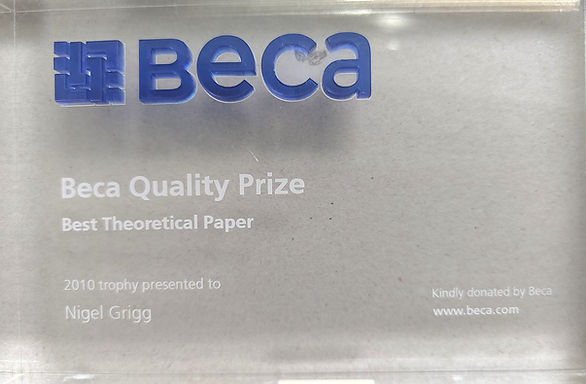 Beca
Beca Quality Prize
Best Theoretical Paper
2010 trophy presented to
Nigel Grigg
Kindly donated by Beca
www.beca.com